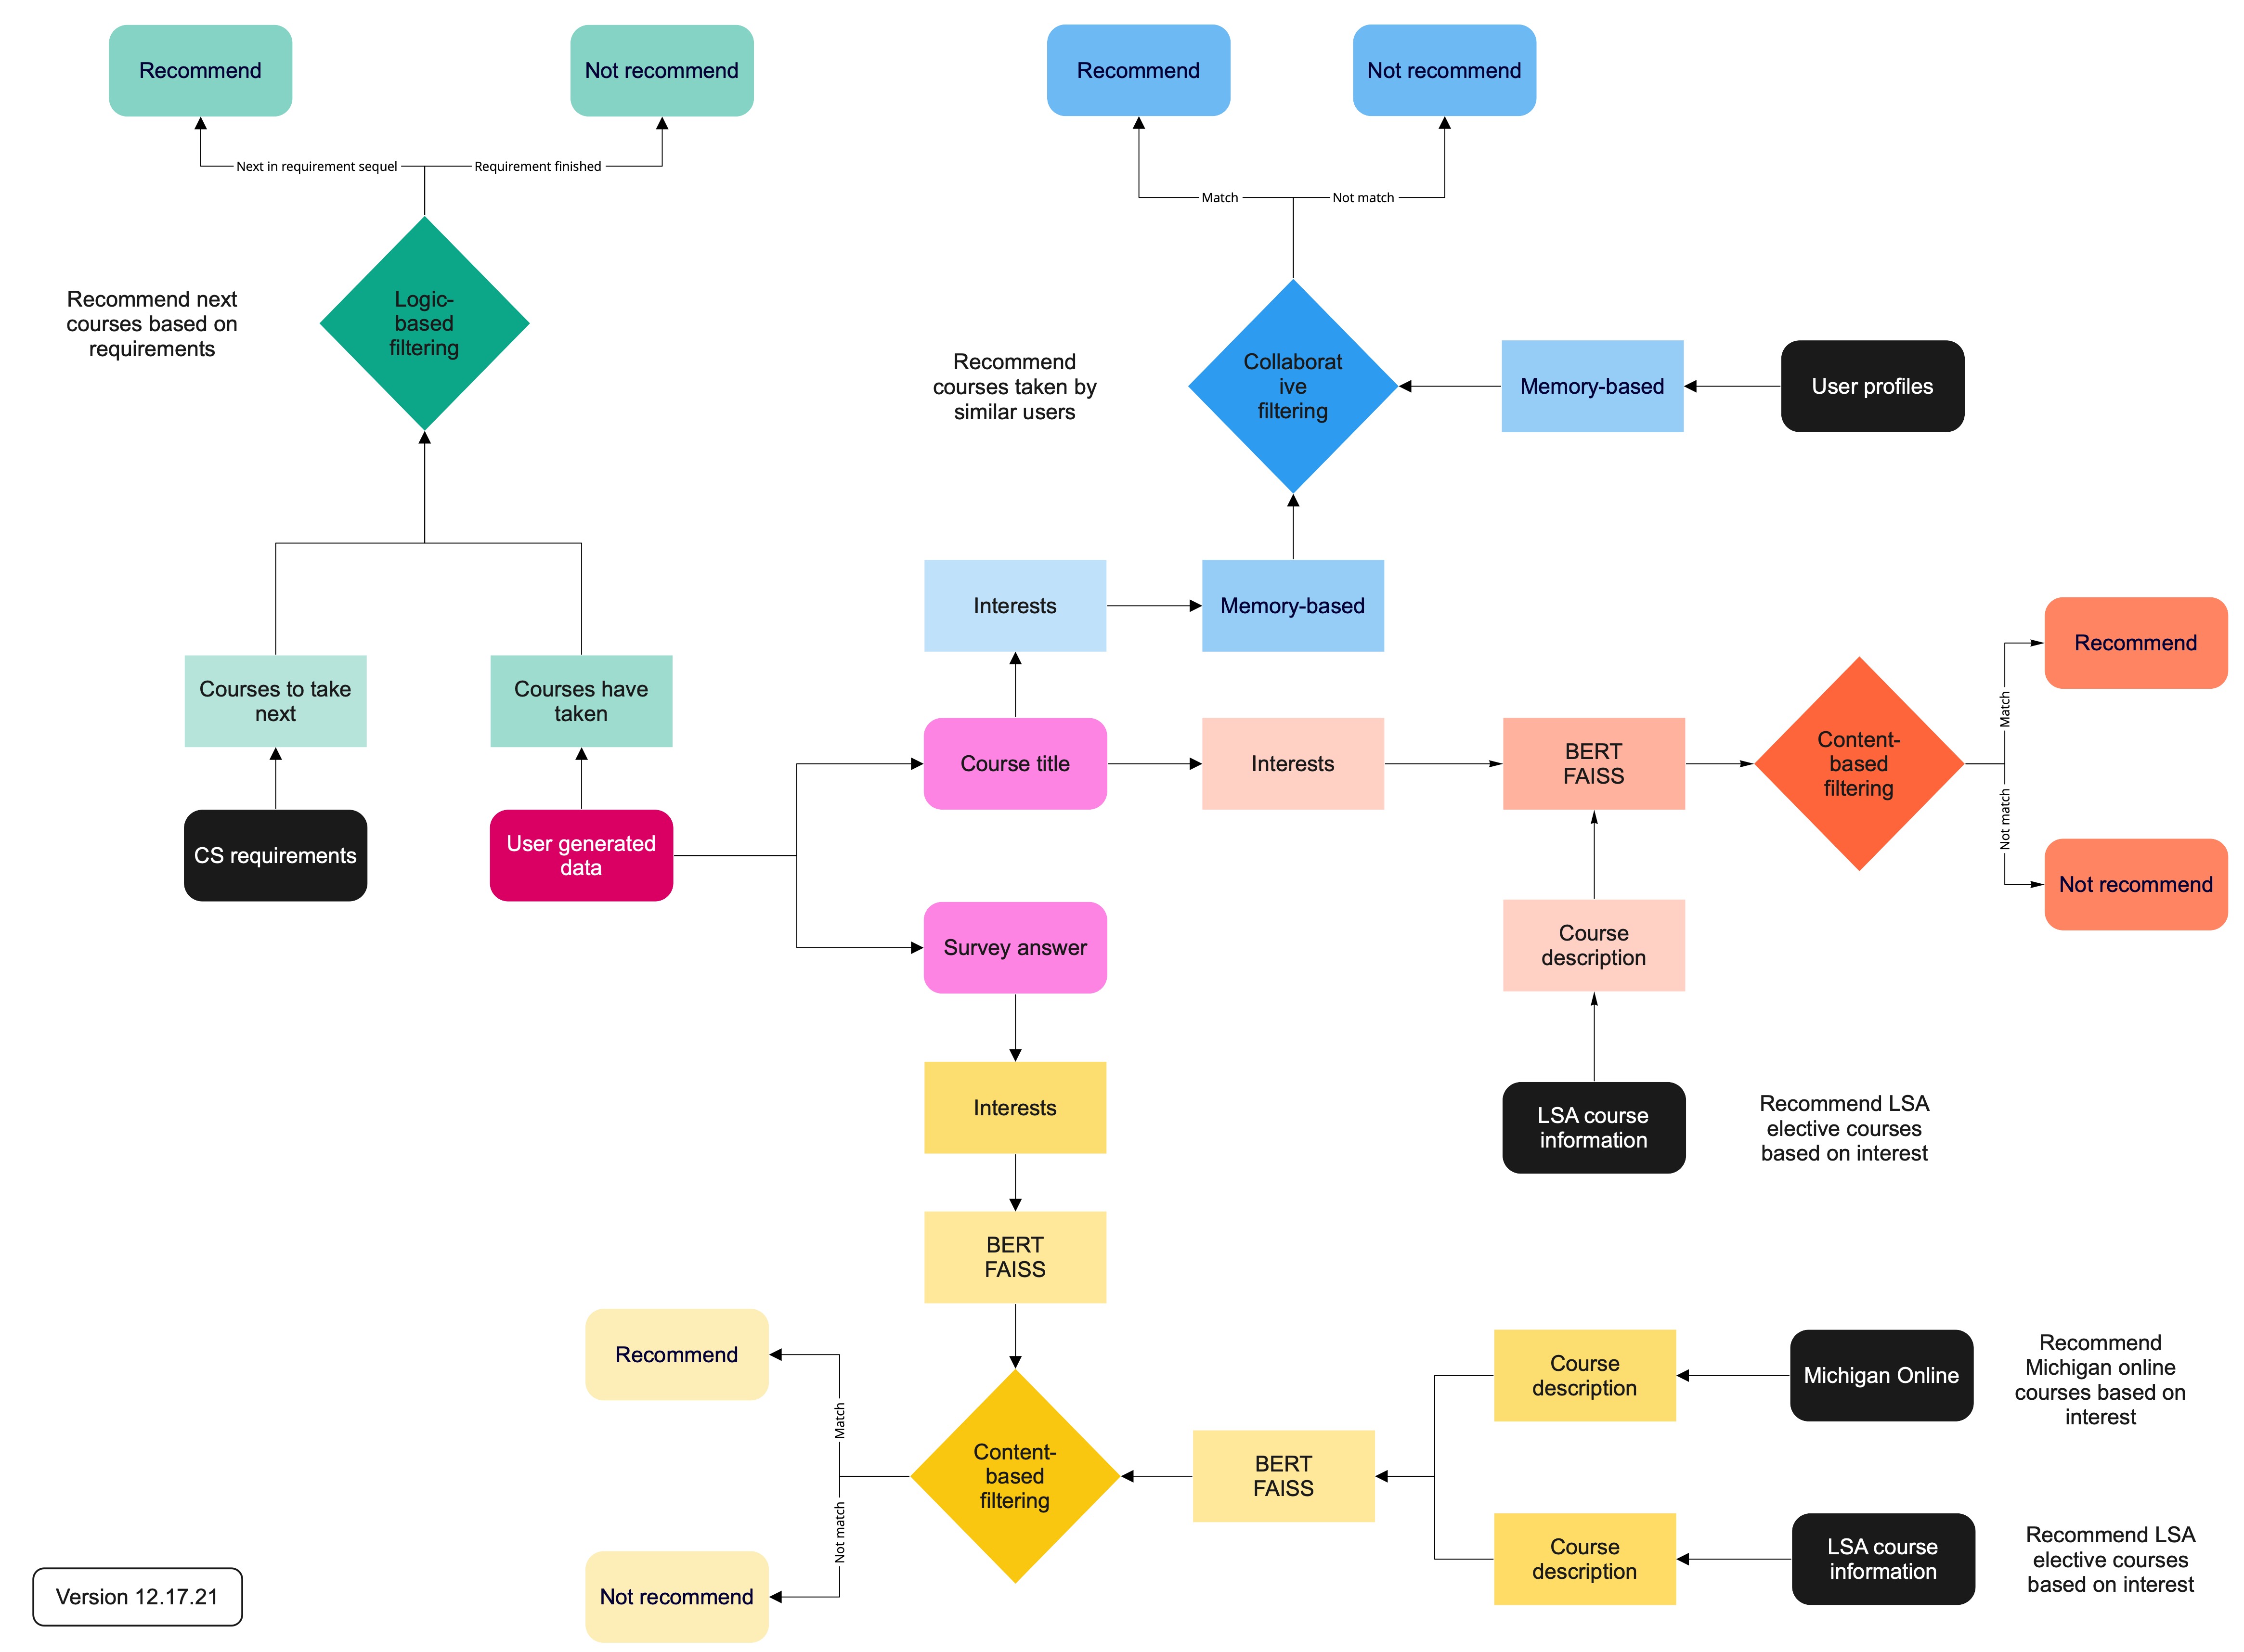 Recommend
Not recommend
Recommend
Not recommend
Next in requirement sequel
Requirement finished
Match
Not match
Recommend next
courses based on
requirements
Logic-
based
filtering
Recommend
courses taken by
similar users
Collaborat
ive
filtering
Memory-based
User profiles
Interests
Memory-based
Courses to take
next
Courses have
taken
Course title
Interests
BERT
FAISS
Content-
based
filtering
Match
Not match
Recommend
Not recommend
CS requirements
User generated
data
Survey answer
Course
description
LSA course
information
Recommend LSA
elective courses
based on interest
Interests
BERT
FAISS
Recommend
Match
Not match
Not recommend
Content-
based
filtering
BERT
FAISS
Course
description
Michigan Online
Recommend
Michigan online
courses based on
interest
Course
description
LSA course
information
Recommend LSA
elective courses
based on interest
Version 12.17.21